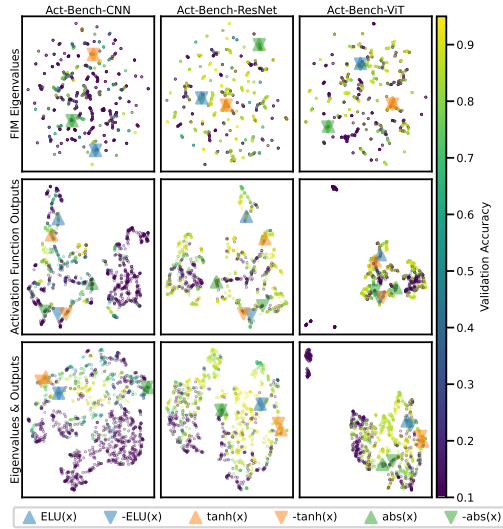 Act-Bench-CNN Act-Bench-ResNet Act-Bench-ViT
FIM Eigenvalues
Activation Function Outputs
Eigenvalues & Outputs
0.9
0.8
0.7
0.6
0.5
0.4
0.3
0.2
0.1
Validation Accuracy
ELU(x) -ELU(x) tanh(x) -tanh(x) abs(x) -abs(x)